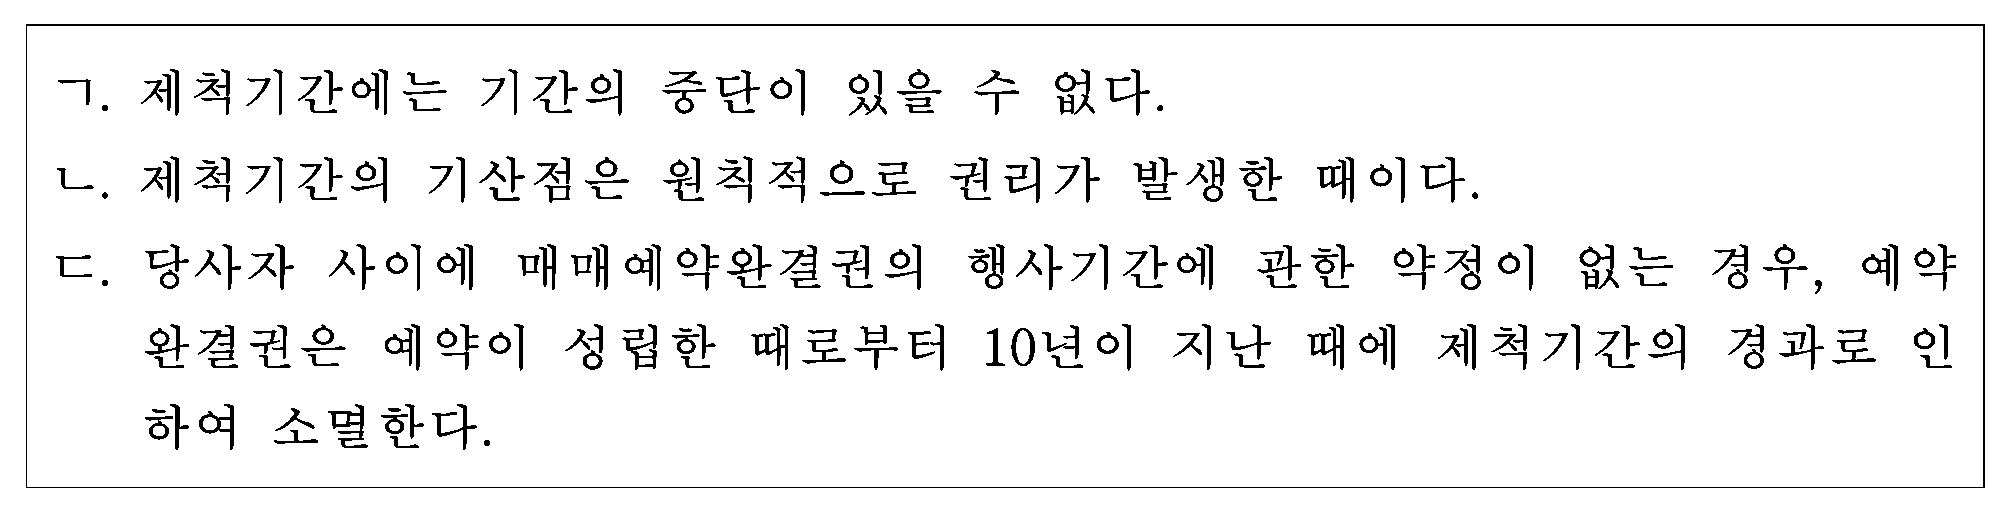 ㄱ. 제척기간에는 기간의 중단이 있을 수 없다.
ㄴ. 제척기간의 기산점은 원칙적으로 권리가 발생한 때이다.
ㄷ. 당사자 사이에 매매예약완결권의 행사기간에 관한 약정이 없는 경우, 예약
완결권은 예약이 성립한 때로부터 10년이 지난 때에 제척기간의 경과로 인
하여 소멸한다.